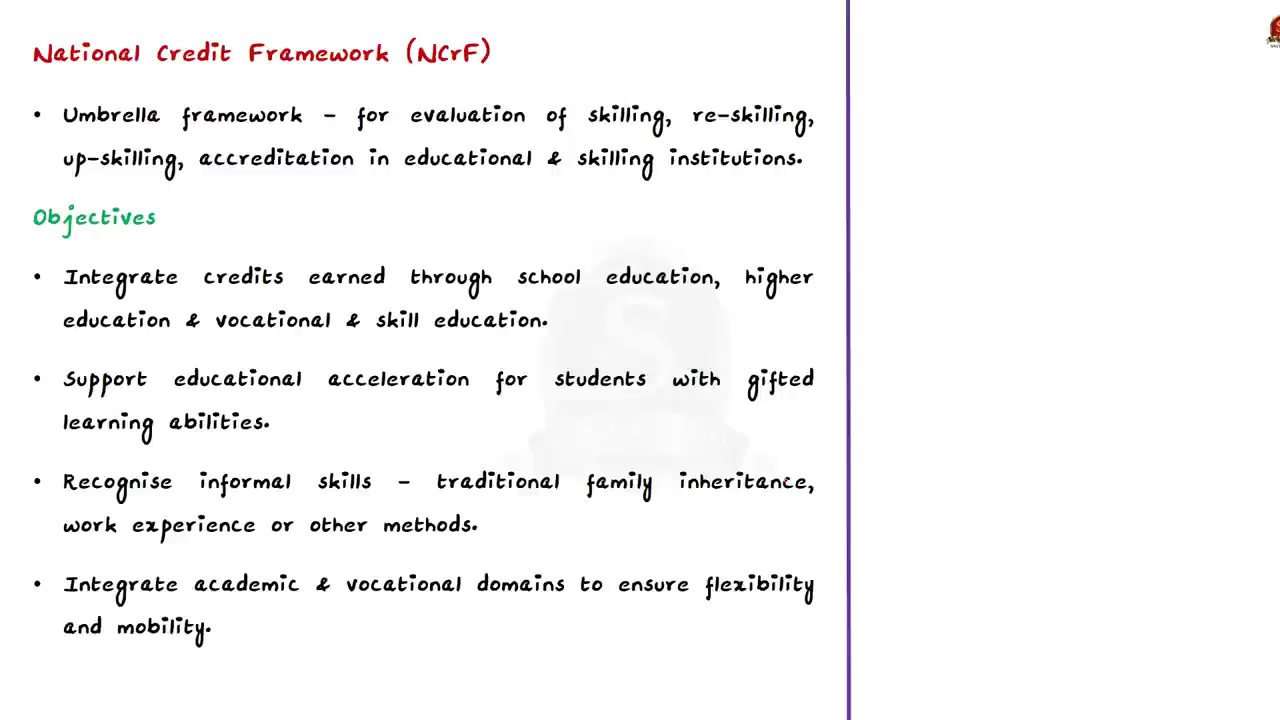 National Credit Framework (NCrF)
• Umbrella framework – for evaluation of skilling, re-skilling,
up-skilling, accreditation in educational & skilling institutions.
Objectives
• Integrate credits earned through school education, higher
education & vocational & skill education.
• Support educational acceleration for students with gifted
learning abilities.
• Recognise informal skills – traditional family inheritance,
work experience or other methods.
• Integrate academic & vocational domains to ensure flexibility
and mobility.